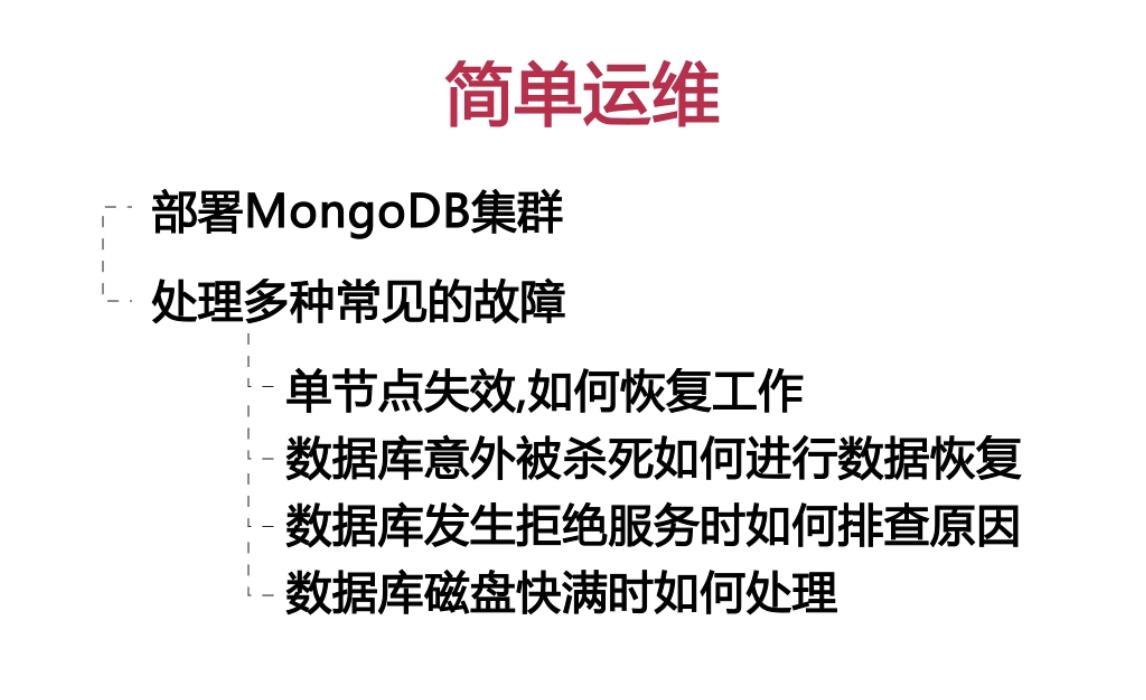 简单运维
部署MongoDB集群
处理多种常见的故障
单节点失效,如何恢复工作
数据库意外被杀死如何进行数据恢复
数据库发生拒绝服务时如何排查原因
数据库磁盘快满时如何处理